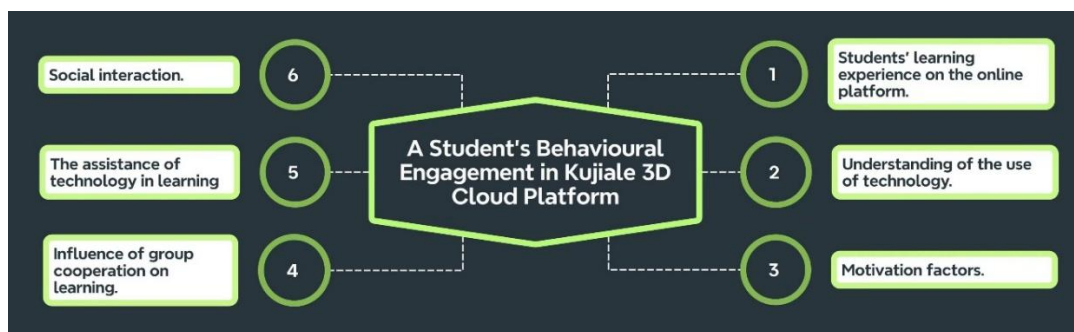 A Student's Behavioural
Engagement in Kujiale 3D
Cloud Platform
1
Students' learning
experience on the online
platform.
2
Understanding of the use
of technology.
3
Motivation factors.
4
Influence of group
cooperation on
learning.
5
The assistance of
technology in learning
6
Social interaction.